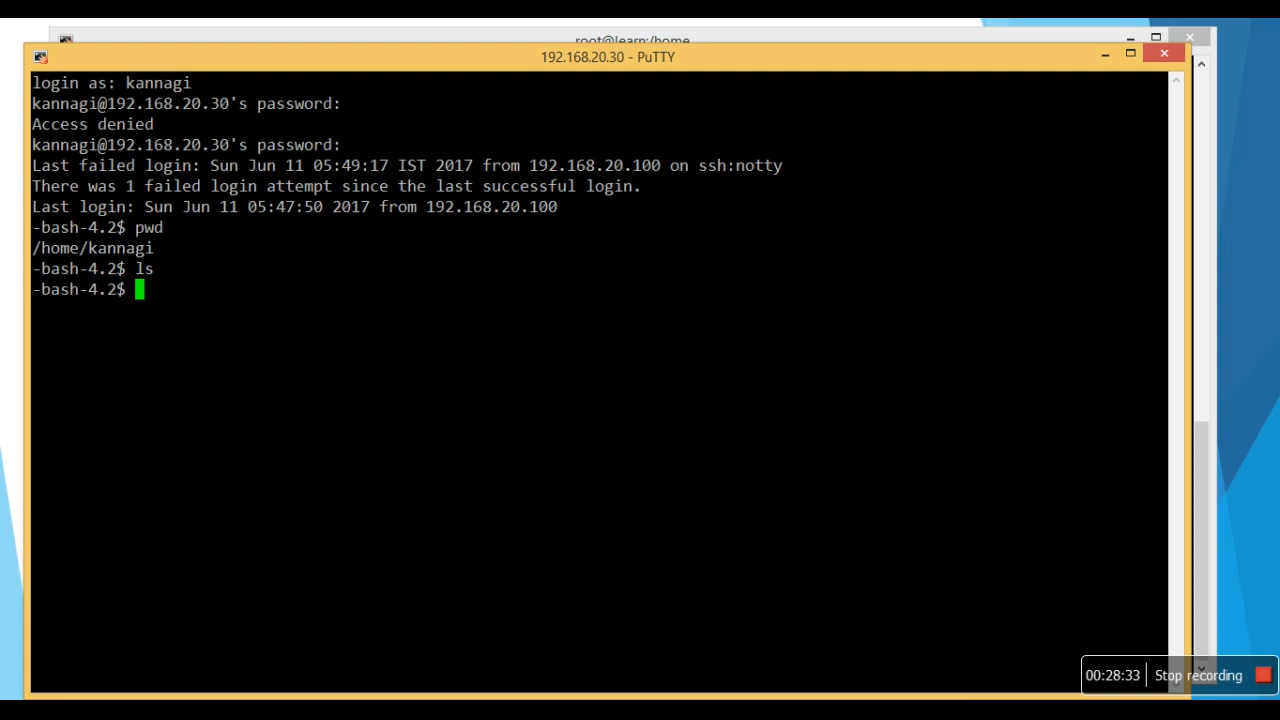 root@learn:/home
192.168.20.30 - PuTTY
login as: kannagi
kannagi@192.168.20.30's password:
Access denied
kannagi@192.168.20.30's password:
Last failed login: Sun Jun 11 05:49:17 IST 2017 from 192.168.20.100 on ssh:notty
There was 1 failed login attempt since the last successful login.
Last login: Sun Jun 11 05:47:50 2017 from 192.168.20.100
-bash-4.2$ pwd
/home/kannagi
-bash-4.2$ ls
-bash-4.2$
00:28:33 Stop recording